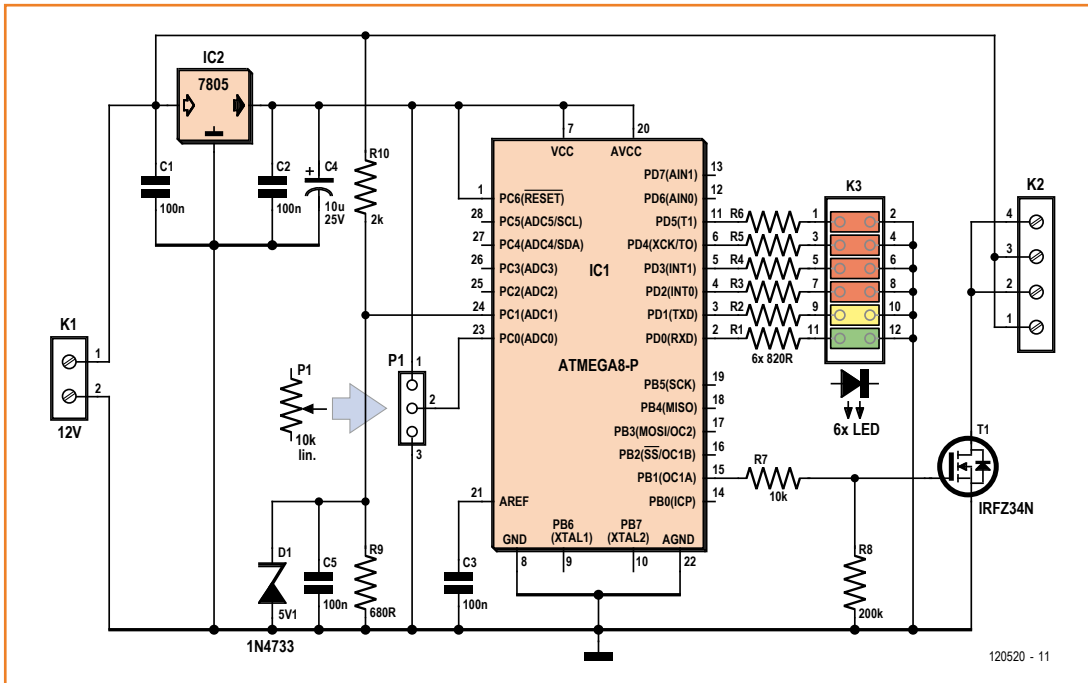 IC2
7805
C1
100n
C2
100n
C4
+
10u
25V
R10
2k
K1
1
2
12V
P1
10k
lin.
P1
1
2
3
7
VCC
20
AVCC
1 PC6(RESET)
28 PC5(ADC5/SCL)
27 PC4(ADC4/SDA)
26 PC3(ADC3)
25 PC2(ADC2)
24 PC1(ADC1)
23 PC0(ADC0)
21 AREF
IC1
ATMEGA8-P
PD7(AIN1) 13
PD6(AIN0) 12
PD5(T1) 11
PD4(XCK/TO) 6
PD3(INT1) 5
PD2(INT0) 4
PD1(TXD) 3
PD0(RXD) 2
PB5(SCK) 19
PB4(MISO) 18
PB3(MOSI/OC2) 17
PB2(SS/OC1B) 16
PB1(OC1A) 15
PB0(ICP) 14
GND
8
PB6
(XTAL1)
9
PB7
(XTAL2)
10
AGND
22
R6
R5
R4
R3
R2
R1
6x 820R
K3
1 2
3 4
5 6
7 8
9 10
11 12
6x LED
K2
4
3
2
1
T1
IRFZ34N
R7
10k
R8
200k
D1
5V1
1N4733
C5
100n
R9
680R
C3
100n
120520 - 11